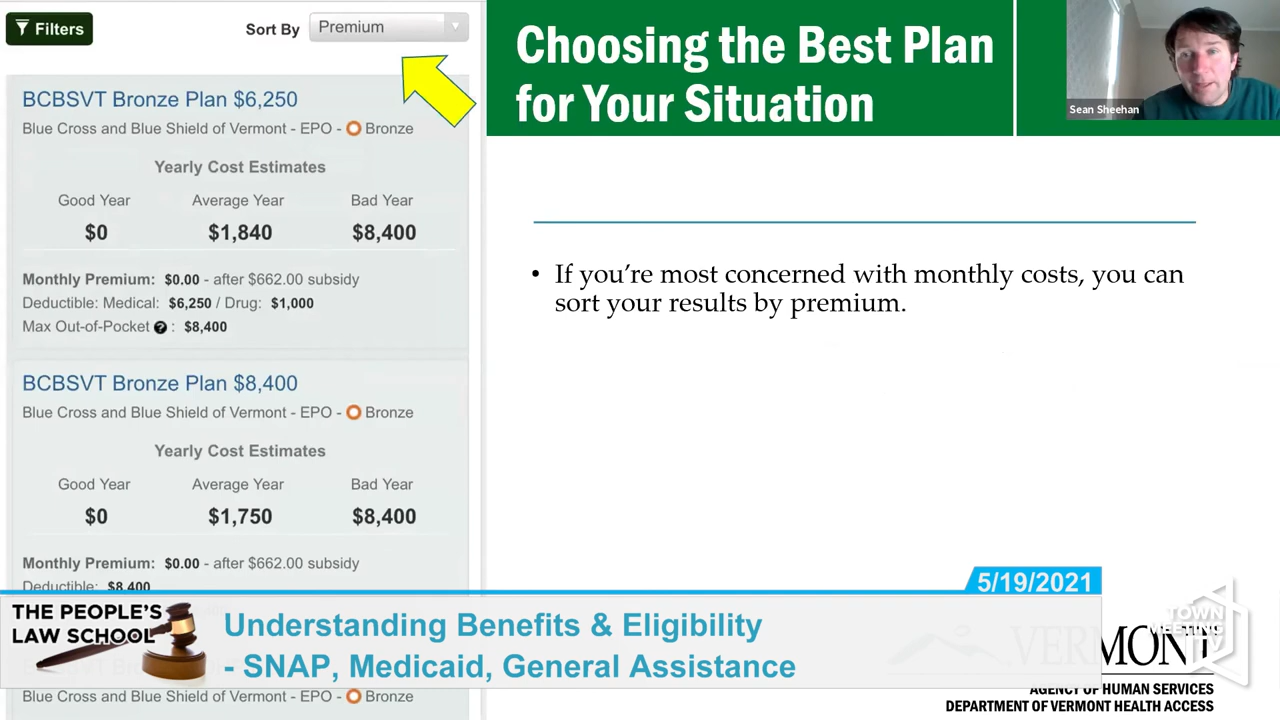 Filters
Sort By
Premium
BCBSVT Bronze Plan $6,250
Blue Cross and Blue Shield of Vermont - EPO - Bronze
Yearly Cost Estimates
Good Year Average Year Bad Year
$0 $1,840 $8,400
Monthly Premium: $0.00 - after $662.00 subsidy
Deductible: Medical: $6,250 / Drug: $1,000
Max Out-of-Pocket ? : $8,400
BCBSVT Bronze Plan $8,400
Blue Cross and Blue Shield of Vermont - EPO - Bronze
Yearly Cost Estimates
Good Year Average Year Bad Year
$0 $1,750 $8,400
Monthly Premium: $0.00 - after $662.00 subsidy
Deductible: $8,400
Blue Cross and Blue Shield of Vermont - EPO - Bronze
Choosing the Best Plan
for Your Situation
Sean Sheehan
• If you’re most concerned with monthly costs, you can
sort your results by premium.
5/19/2021
THE PEOPLE'S
LAW SCHOOL
Understanding Benefits & Eligibility
- SNAP, Medicaid, General Assistance
TOWN
MEETING
TV
VERMONT
AGENCY OF HUMAN SERVICES
DEPARTMENT OF VERMONT HEALTH ACCESS